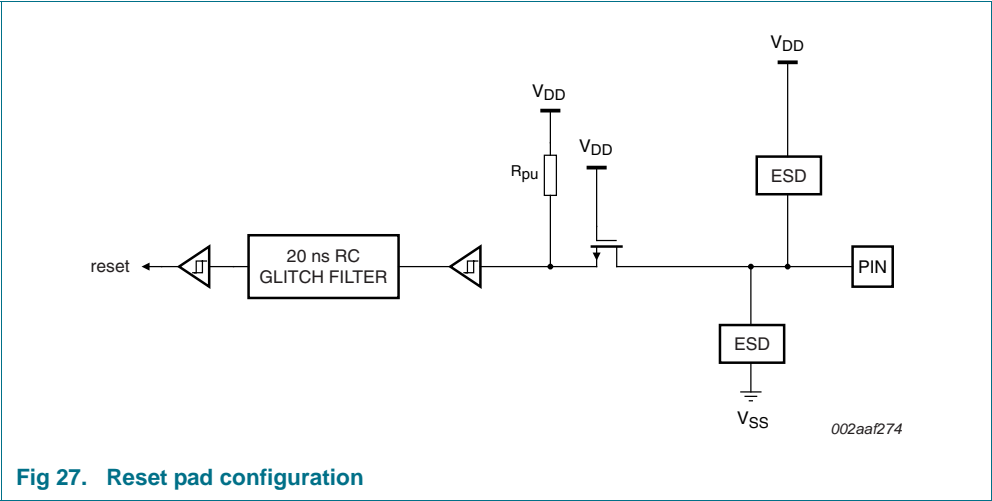 VDD
VDD
VDD
Rpu
ESD
reset
20 ns RC
GLITCH FILTER
PIN
ESD
VSS
002aaf274
Fig 27. Reset pad configuration